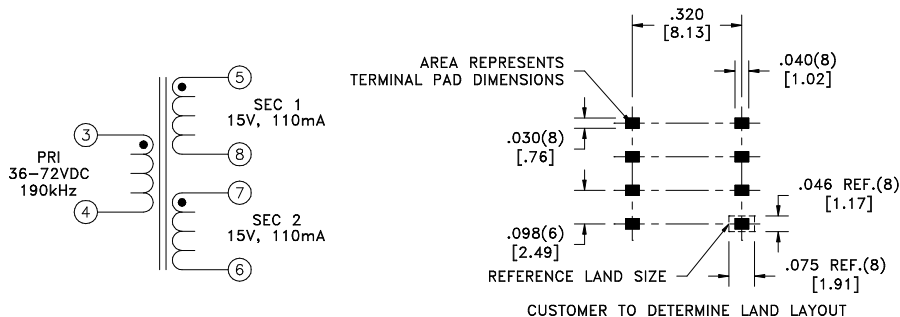 3
4
PRI
36-72VDC
190kHz
5
8
SEC 1
15V, 110mA
7
6
SEC 2
15V, 110mA
.320
[8.13]
AREA REPRESENTS
TERMINAL PAD DIMENSIONS
.040(8)
[1.02]
.030(8)
[.76]
.046 REF.(8)
[1.17]
.098(6)
[2.49]
REFERENCE LAND SIZE
.075 REF.(8)
[1.91]
CUSTOMER TO DETERMINE LAND LAYOUT